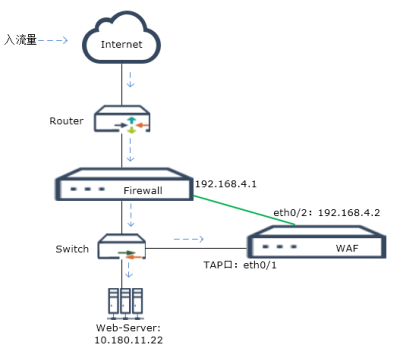 入流量
Internet
Router
Firewall
192.168.4.1
eth0/2：192.168.4.2
Switch
WAF
TAP口：eth0/1
Web-Server:
10.180.11.22